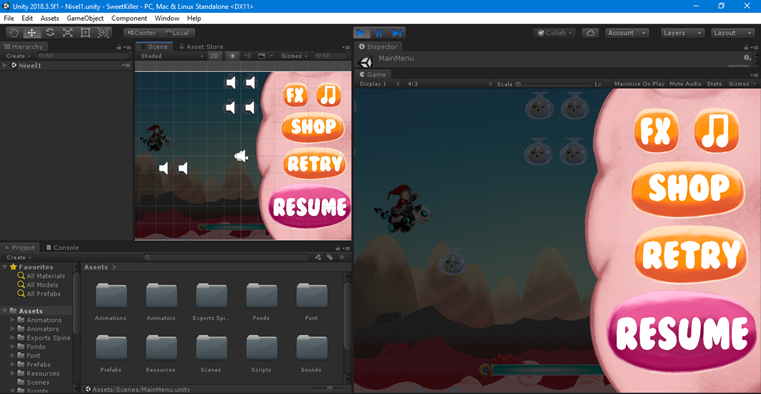 Unity 2018.3.5f1 - Nivel1.unity - SweetKiller - PC, Mac & Linux Standalone <DX11>
File Edit Assets GameObject Component Window Help
Center Local Collab Account Layers Layout
Hierarchy
Create All
Nivel1
Scene Asset Store
Shaded 2D Gizmos All
FX
SHOP
RETRY
RESUME
Inspector
MainMenu
Game
Display 1 4:3 Scale 1x Maximize On Play Mute Audio Stats Gizmos
FX
SHOP
RETRY
RESUME
Project Console
Create
Favorites
All Materials
All Models
All Prefabs
Assets
Animations
Animators
Exports Spine
Fondo
Font
Prefabs
Resources
Scenes
Scripts
Assets
Animations Animators Exports Spi... Fondo Font
Prefabs Resources Scenes Scripts Sounds
Assets/Scenes/MainMenu.unity